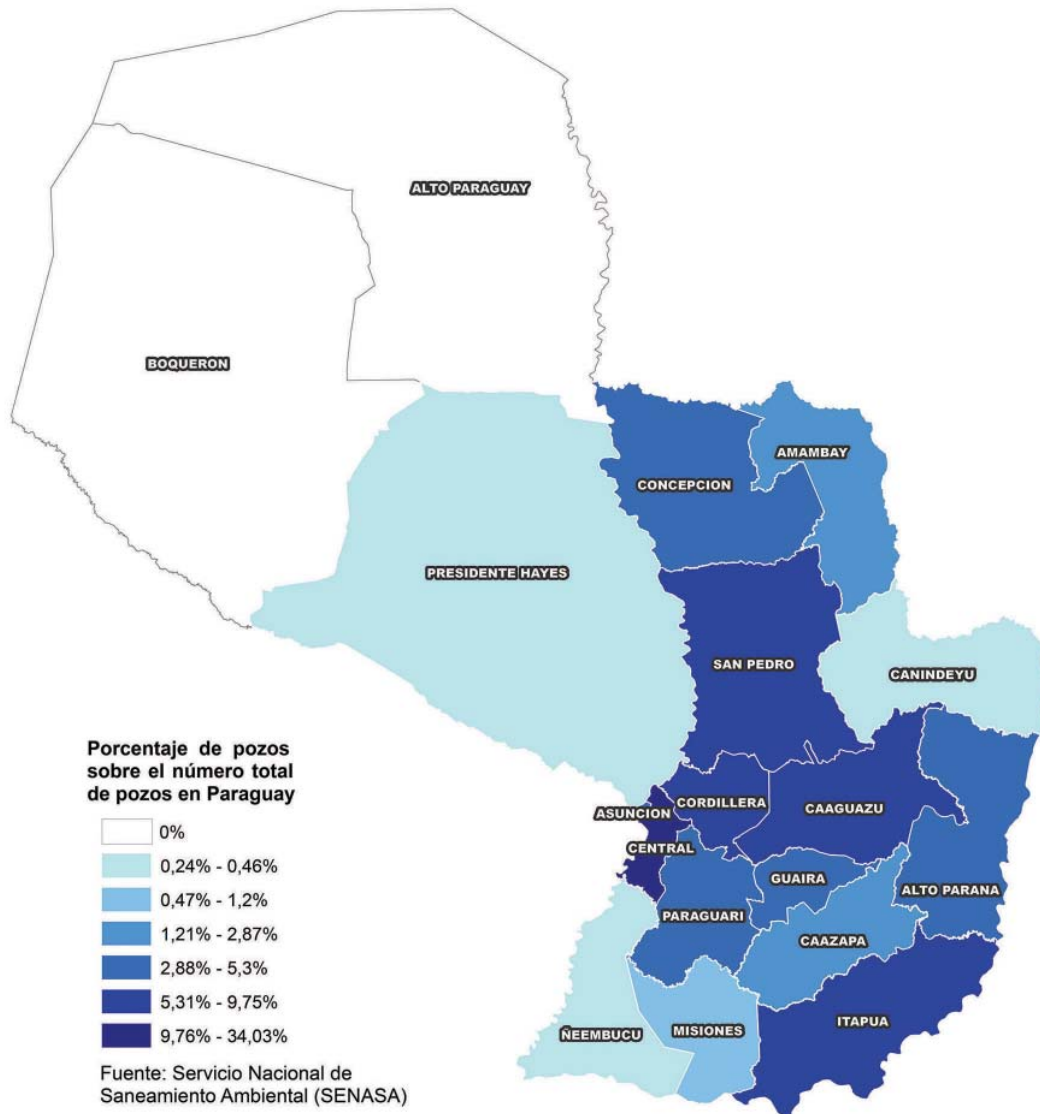 ALTO PARAGUAY
BOQUERON
AMAMBAY
CONCEPCION
PRESIDENTE HAYES
SAN PEDRO
CANINDEYU
Porcentaje de pozos
sobre el número total
de pozos en Paraguay
0%
0,24% - 0,46%
0,47% - 1,2%
1,21% - 2,87%
2,88% - 5,3%
5,31% - 9,75%
9,76% - 34,03%
Fuente: Servicio Nacional de
Saneamiento Ambiental (SENASA)
CORDILLERA
CAAGUAZU
ASUNCION
CENTRAL
GUAIRA
ALTO PARANA
PARAGUARI
CAAZAPA
ITAPUA
ÑEEMBUCU
MISIONES